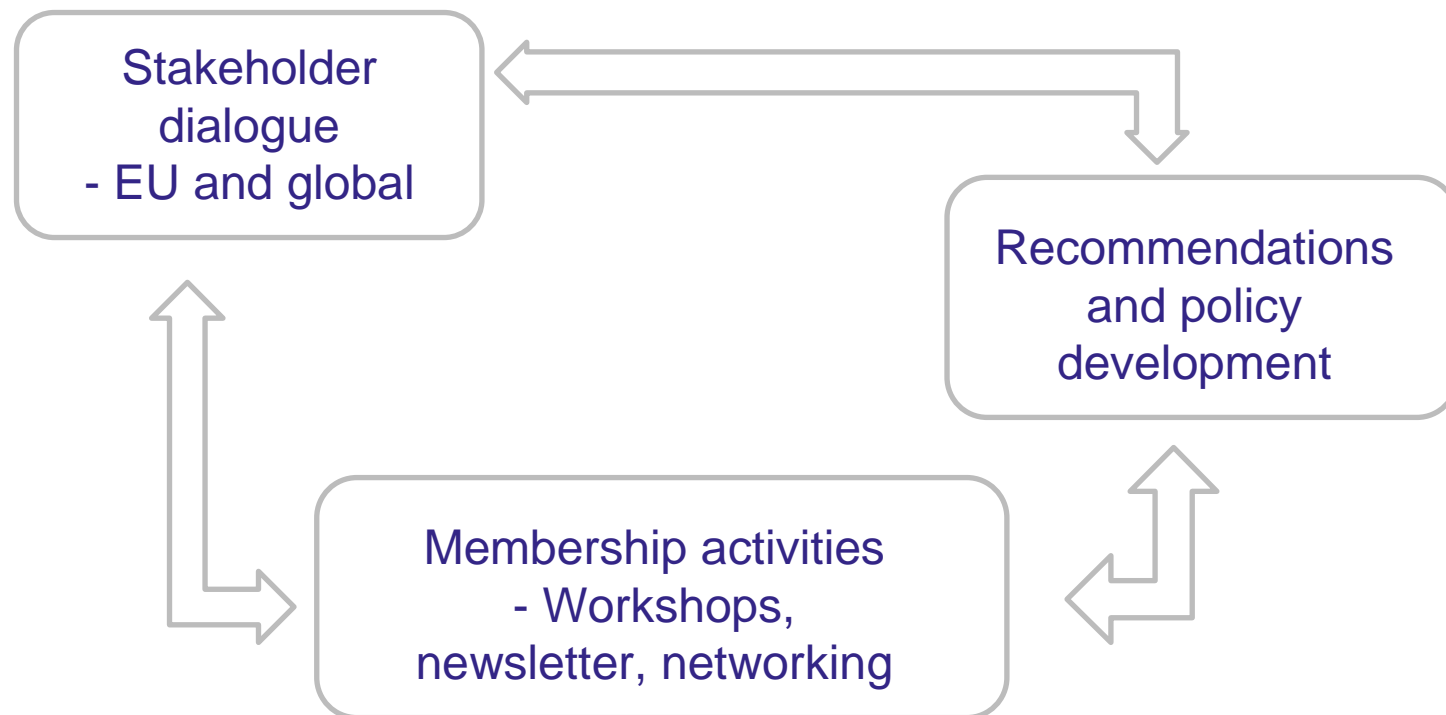 Stakeholder
dialogue
- EU and global
Recommendations
and policy
development
Membership activities
- Workshops,
newsletter, networking